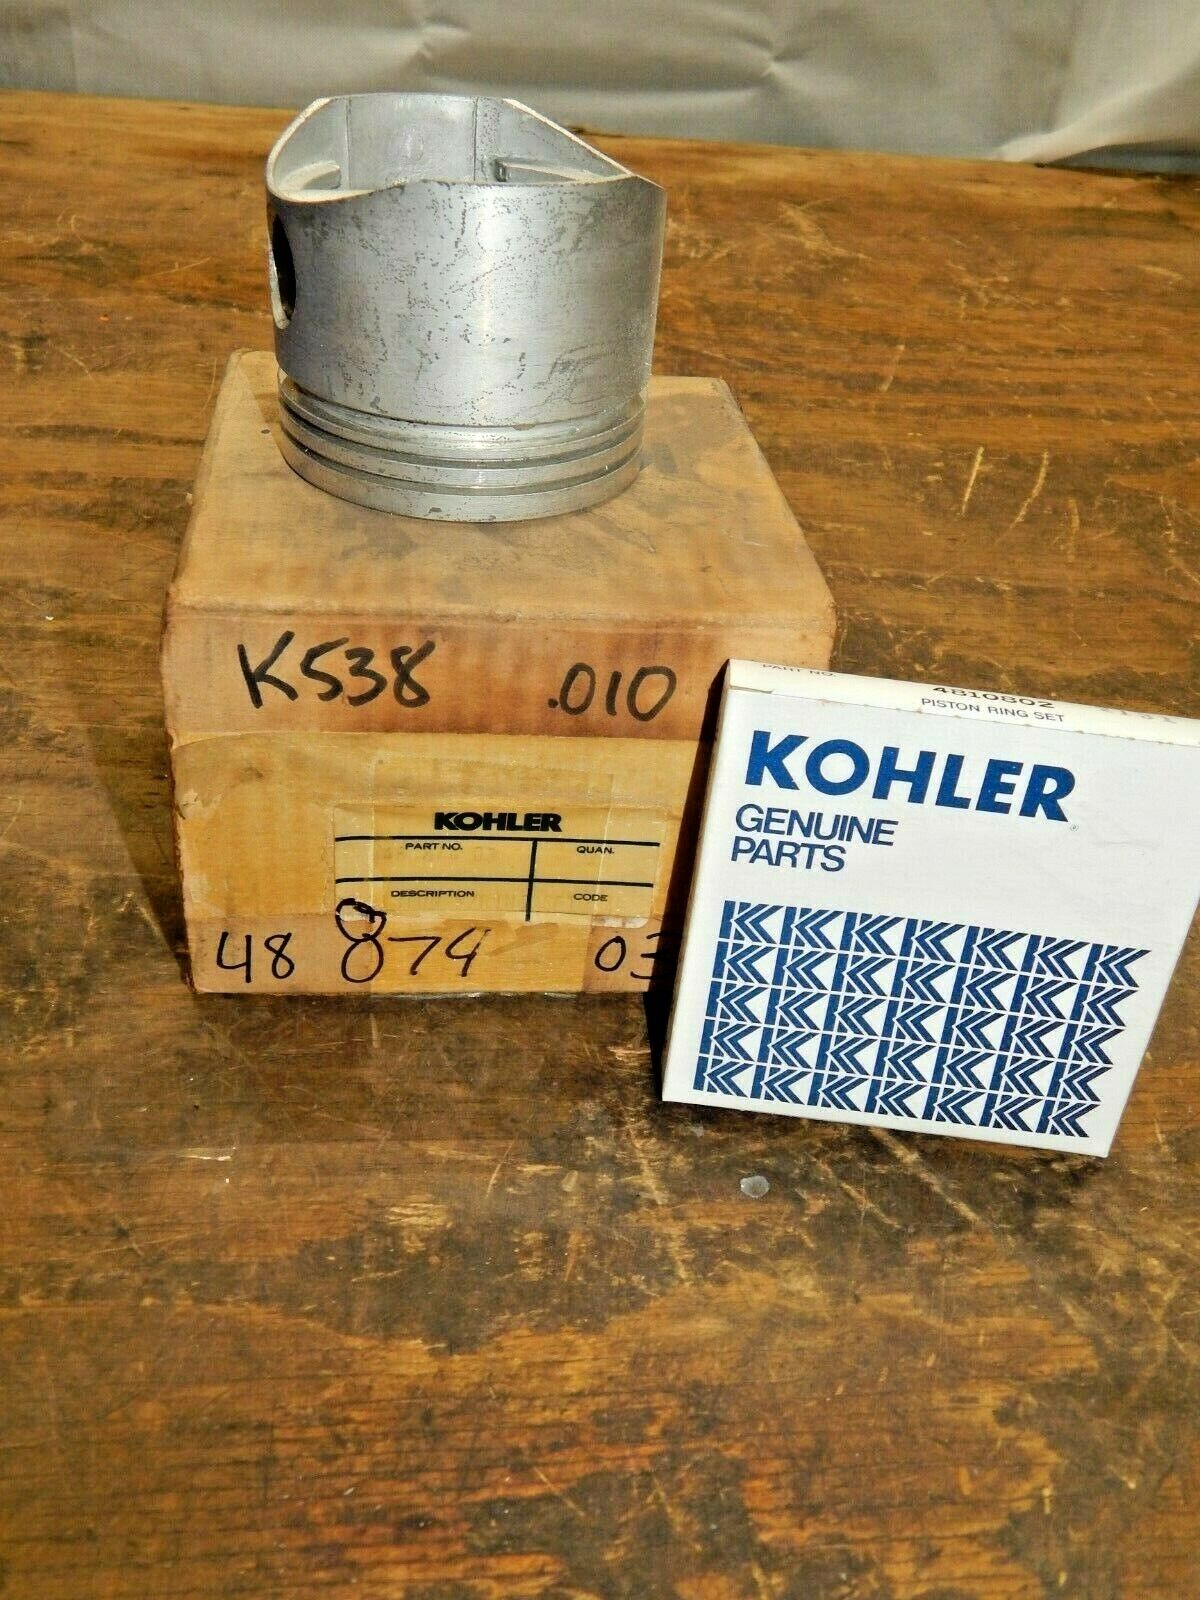 K538 .010
KOHLER
PART NO. QUAN.
DESCRIPTION CODE
48 874 03
PART NO.
4810802
PISTON RING SET
KOHLER
GENUINE
PARTS